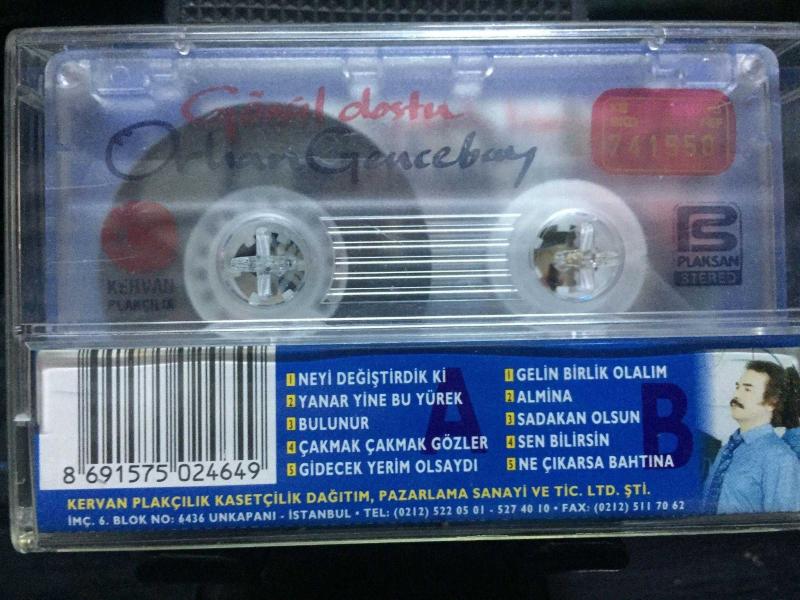 Gönül dostu
Orhan Gencebay
741550
KERVAN
PLAKÇILIK
PLAKSAN
STEREO
A
1 NEYİ DEĞİŞTİRDİK Kİ
2 YANAR YİNE BU YÜREK
3 BULUNUR
4 ÇAKMAK ÇAKMAK GÖZLER
5 GİDECEK YERİM OLSAYDI
B
1 GELİN BİRLİK OLALIM
2 ALMİNA
3 SADAKAN OLSUN
4 SEN BİLİRSİN
5 NE ÇIKARSA BAHTINA
8 691575 024649
KERVAN PLAKÇILIK KASETÇİLİK DAĞITIM, PAZARLAMA SANAYİ VE TİC. LTD. ŞTİ.
İMÇ. 6. BLOK NO: 6436 UNKAPANI - İSTANBUL • TEL: (0212) 522 05 01 - 527 40 10 • FAX: (0212) 511 70 62